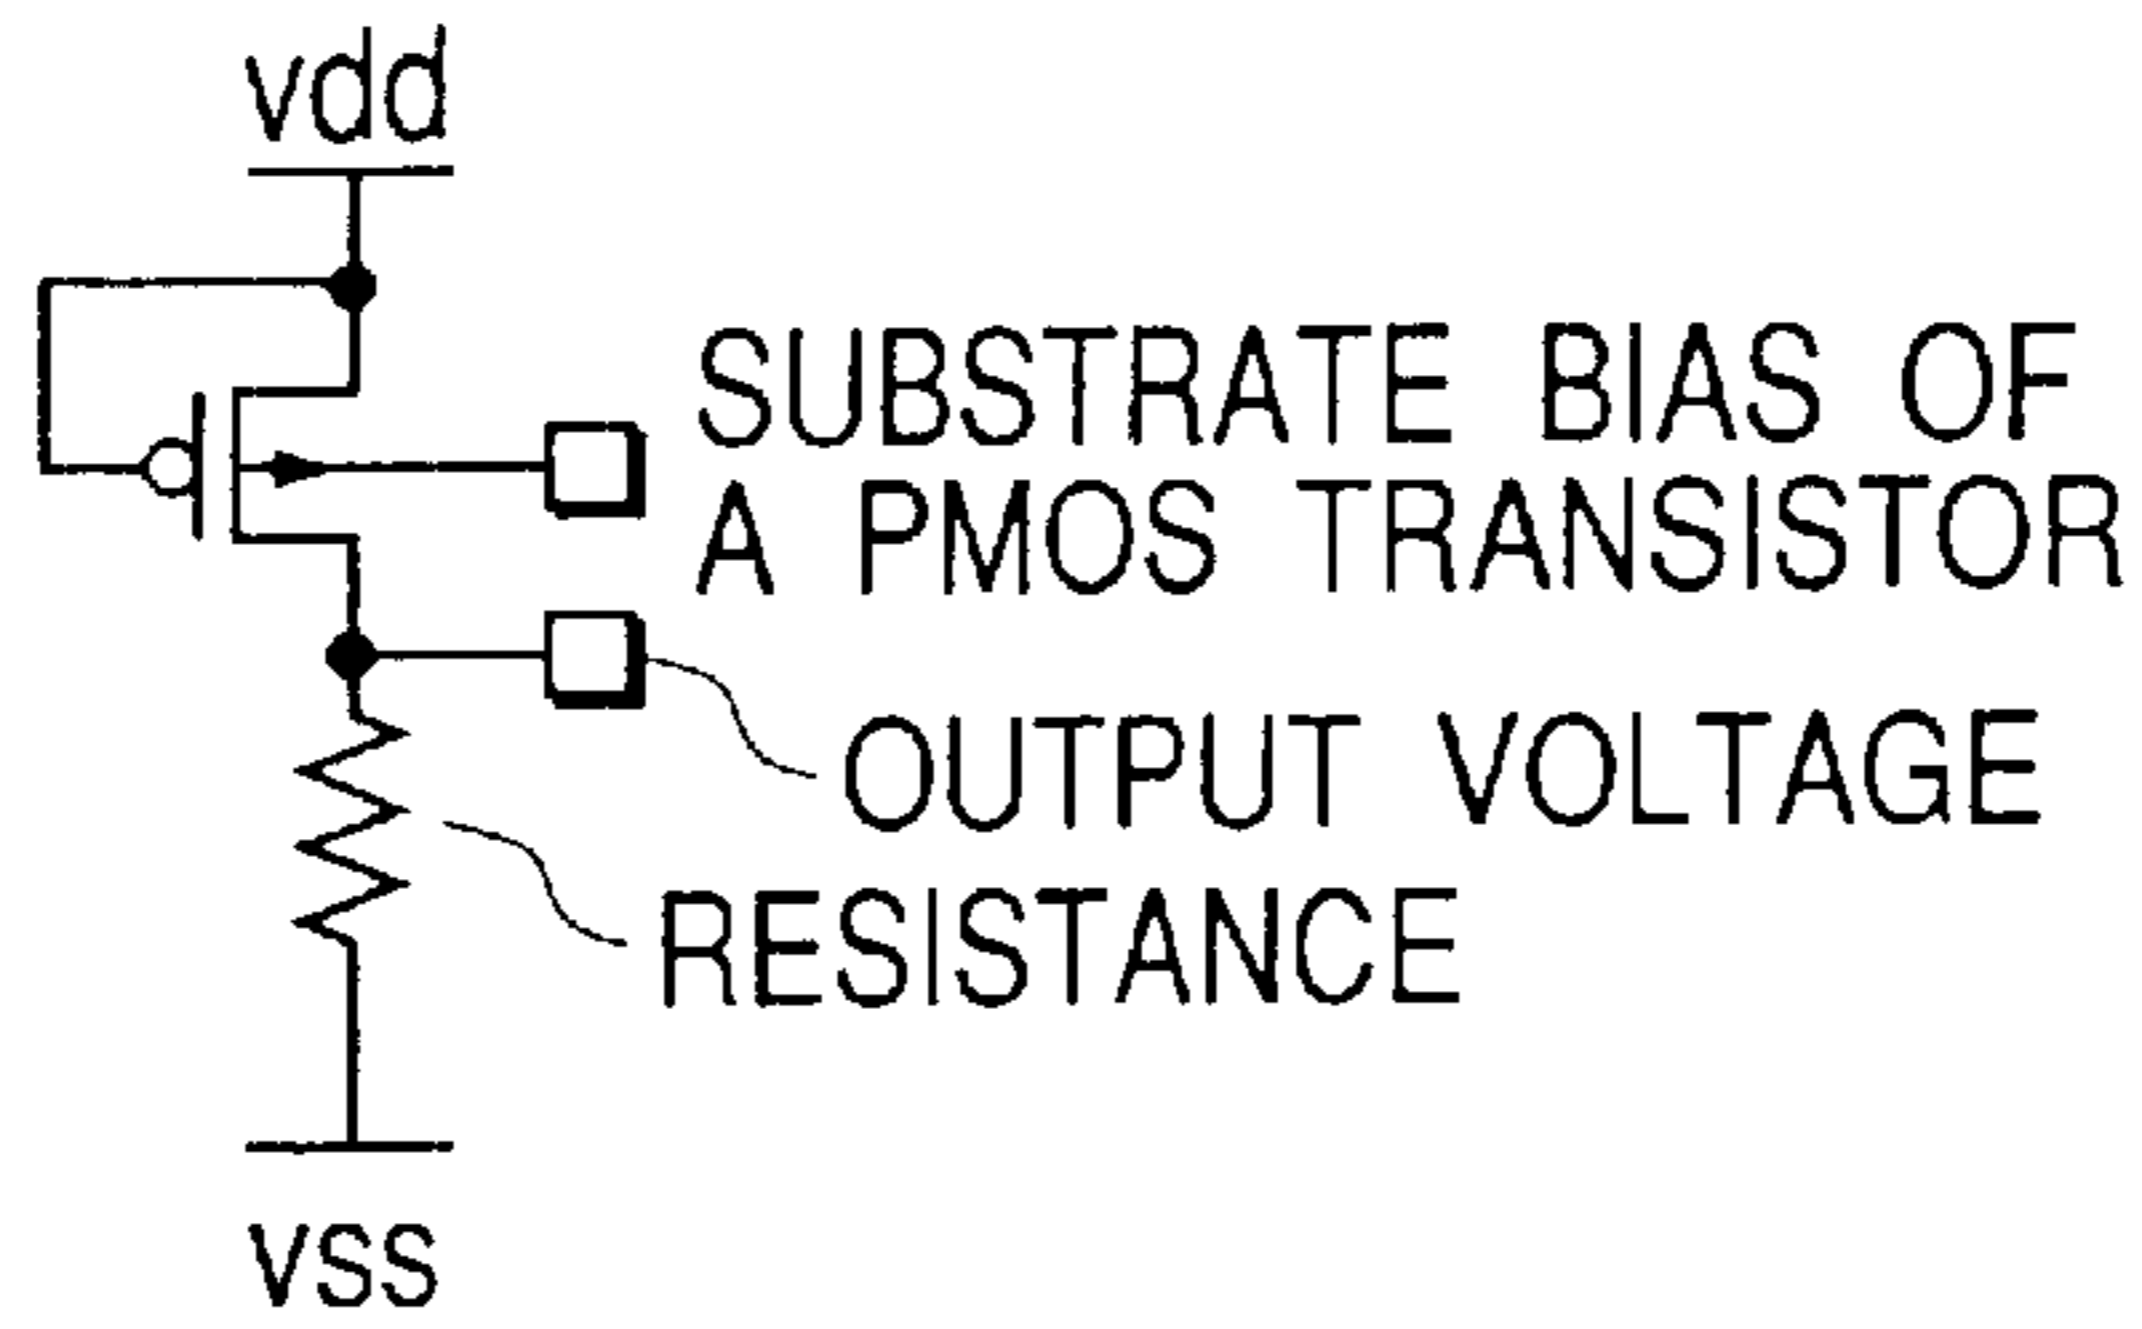 vdd
SUBSTRATE BIAS OF
A PMOS TRANSISTOR
OUTPUT VOLTAGE
RESISTANCE
vss